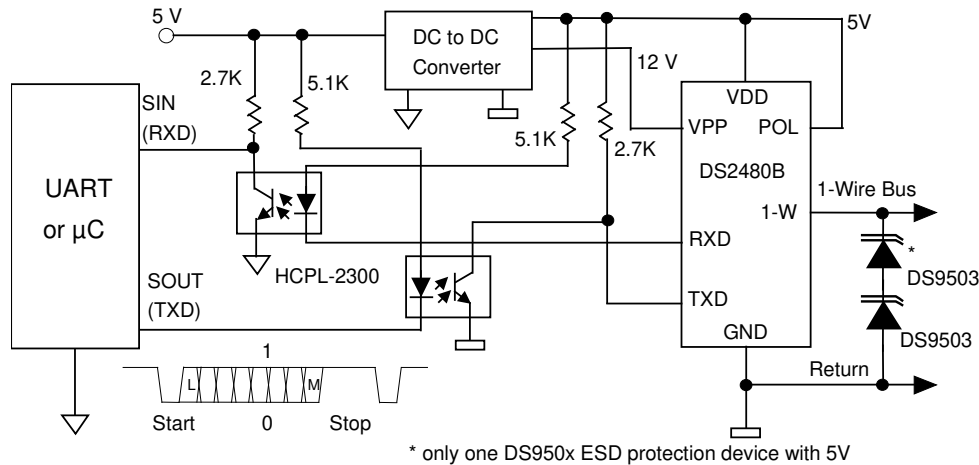 5 V
DC to DC
Converter
5V
12 V
2.7K
5.1K
SIN
(RXD)
5.1K
2.7K
VDD
VPP
POL
DS2480B
UART
or µC
1-Wire Bus
1-W
RXD
*
DS9503
HCPL-2300
SOUT
(TXD)
TXD
GND
DS9503
1
L
M
Return
Start
0
Stop
* only one DS950x ESD protection device with 5V